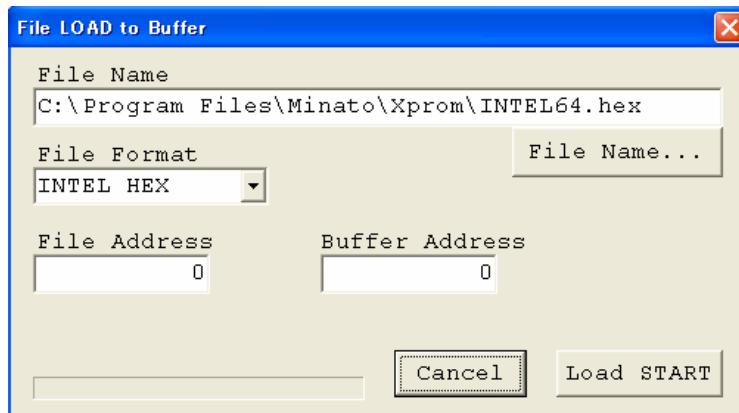 File LOAD to Buffer
File Name
C:\Program Files\Minato\Xprom\INTEL64.hex
File Name...
File Format
INTEL HEX
File Address
Buffer Address
0
0
Cancel
Load START